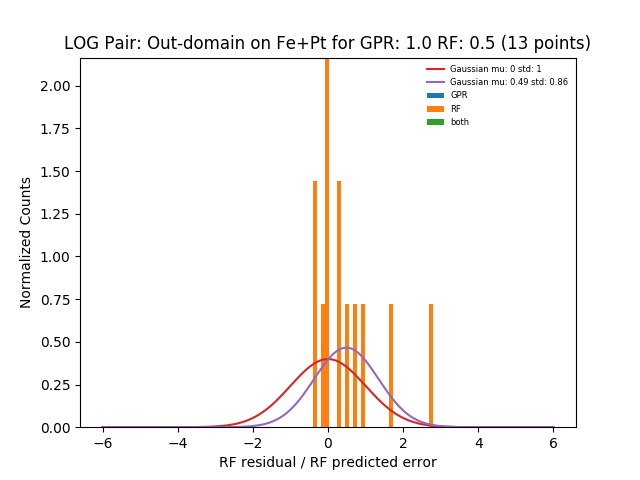 LOG Pair: Out-domain on Fe+Pt for GPR: 1.0 RF: 0.5 (13 points)
Gaussian mu: 0 std: 1
Gaussian mu: 0.49 std: 0.86
GPR
RF
both
2.00
1.75
1.50
1.25
1.00
0.75
0.50
0.25
0.00
Normalized Counts
−6 −4 −2 0 2 4 6
RF residual / RF predicted error